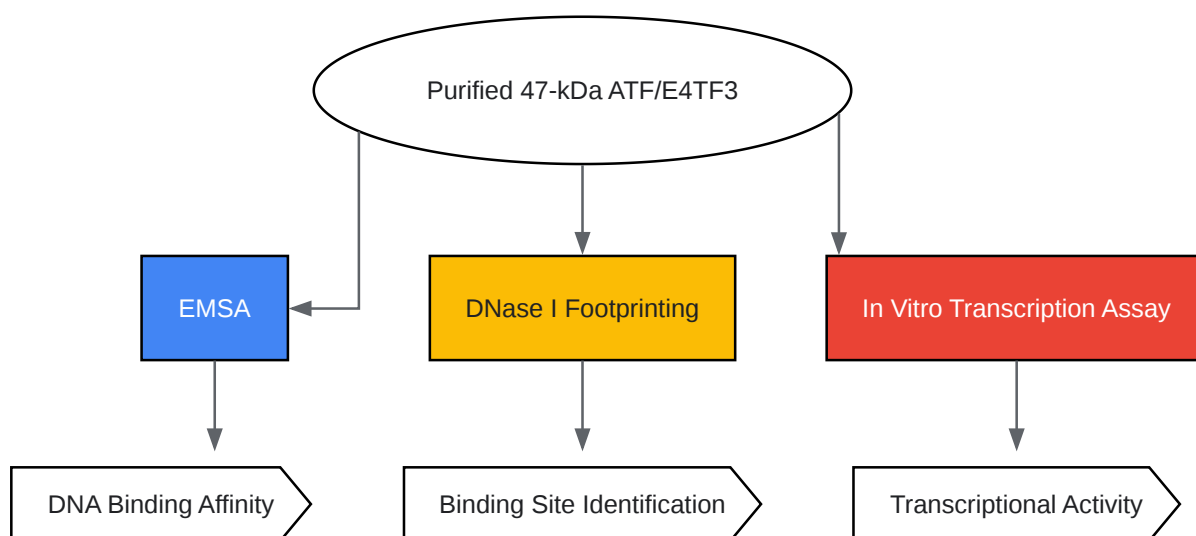 Purified 47-kDa ATF/E4TF3
EMSA
DNase I Footprinting
In Vitro Transcription Assay
DNA Binding Affinity
Binding Site Identification
Transcriptional Activity